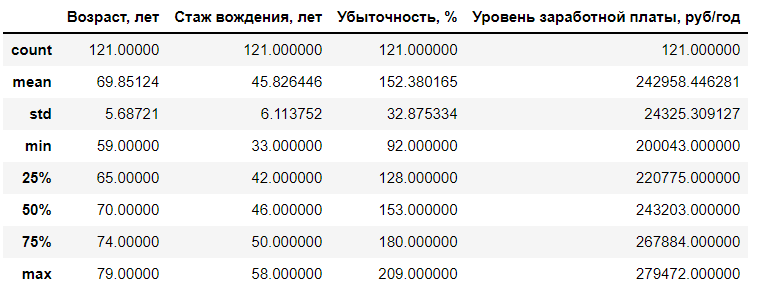 Возраст, лет Стаж вождения, лет Убыточность, % Уровень заработной платы, руб/год
count 121.00000 121.000000 121.000000 121.000000
mean 69.85124 45.826446 152.380165 242958.446281
std 5.68721 6.113752 32.875334 24325.309127
min 59.00000 33.000000 92.000000 200043.000000
25% 65.00000 42.000000 128.000000 220775.000000
50% 70.00000 46.000000 153.000000 243203.000000
75% 74.00000 50.000000 180.000000 267884.000000
max 79.00000 58.000000 209.000000 279472.000000